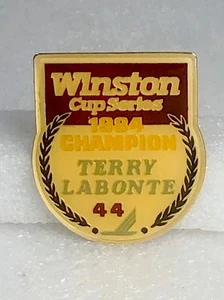 Winston
Cup Series
1984
CHAMPION
TERRY
LABONTE
44